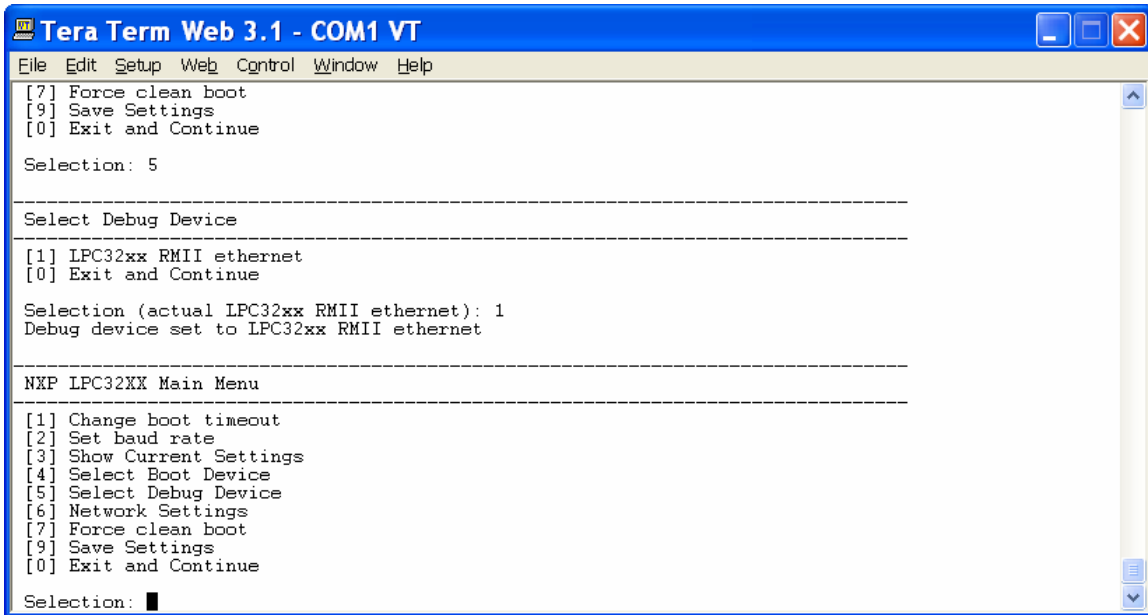 Tera Term Web 3.1 - COM1 VT
File Edit Setup Web Control Window Help
[7] Force clean boot
[9] Save Settings
[0] Exit and Continue
Selection: 5
Select Debug Device
[1] LPC32xx RMII ethernet
[0] Exit and Continue
Selection (actual LPC32xx RMII ethernet): 1
Debug device set to LPC32xx RMII ethernet
NXP LPC32XX Main Menu
[1] Change boot timeout
[2] Set baud rate
[3] Show Current Settings
[4] Select Boot Device
[5] Select Debug Device
[6] Network Settings
[7] Force clean boot
[9] Save Settings
[0] Exit and Continue
Selection: